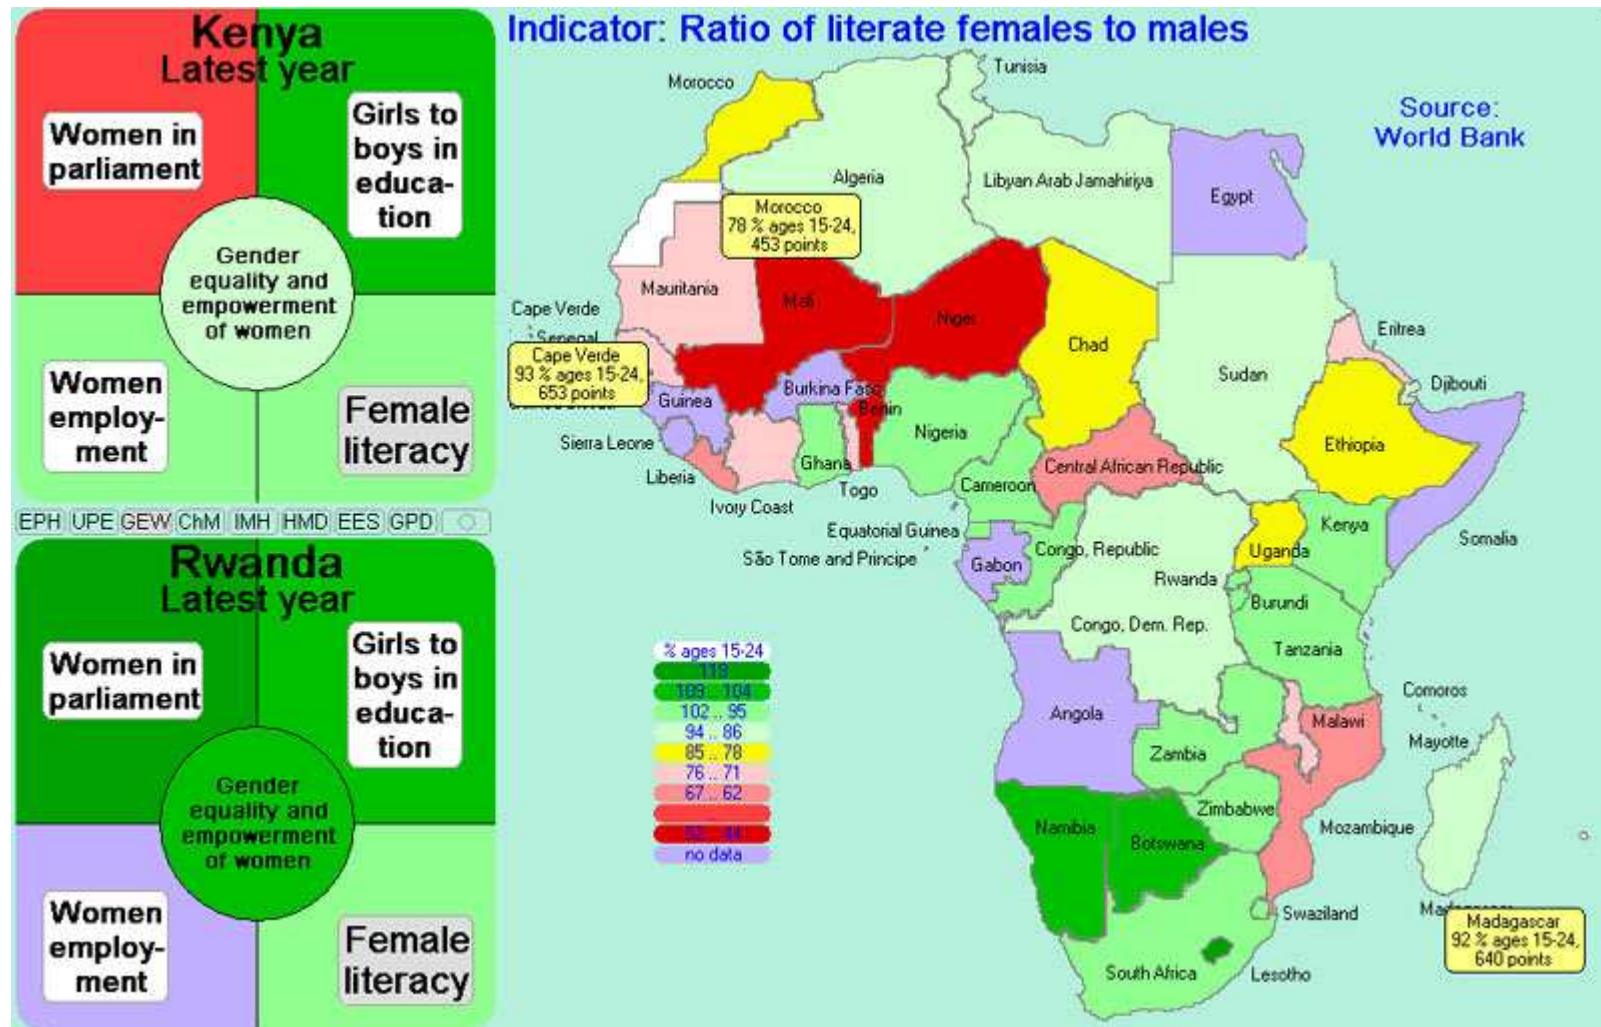 Kenya
Latest year
Women in
parliament
Girls to
boys in
educa-
tion
Gender
equality and
empowerment
of women
Women
employ-
ment
Female
literacy
EPH UPE GEW ChM IMH HMD EES GPD
Rwanda
Latest year
Women in
parliament
Girls to
boys in
educa-
tion
Gender
equality and
empowerment
of women
Women
employ-
ment
Female
literacy
Indicator: Ratio of literate females to males
Source:
World Bank
Tunisia
Morocco
Algeria
Libyan Arab Jamahiriya
Egypt
Morocco
78 % ages 15-24,
453 points
Mauritania
Mali
Niger
Chad
Sudan
Eritrea
Djibouti
Cape Verde
Senegal
Cape Verde
93 % ages 15-24,
653 points
Guinea
Burkina Faso
Benin
Nigeria
Ethiopia
Sierra Leone
Liberia
Ivory Coast
Ghana
Togo
Cameroon
Central African Republic
Equatorial Guinea
São Tome and Principe
Gabon
Congo, Republic
Uganda
Kenya
Somalia
Rwanda
Burundi
Congo, Dem. Rep.
Tanzania
Comoros
Mayotte
Angola
Zambia
Malawi
Zimbabwe
Mozambique
Namibia
Botswana
Swaziland
South Africa
Lesotho
Madagascar
92 % ages 15-24,
640 points
% ages 15-24
102 .. 95
94 .. 86
85 .. 78
76 .. 71
67 .. 62
no data